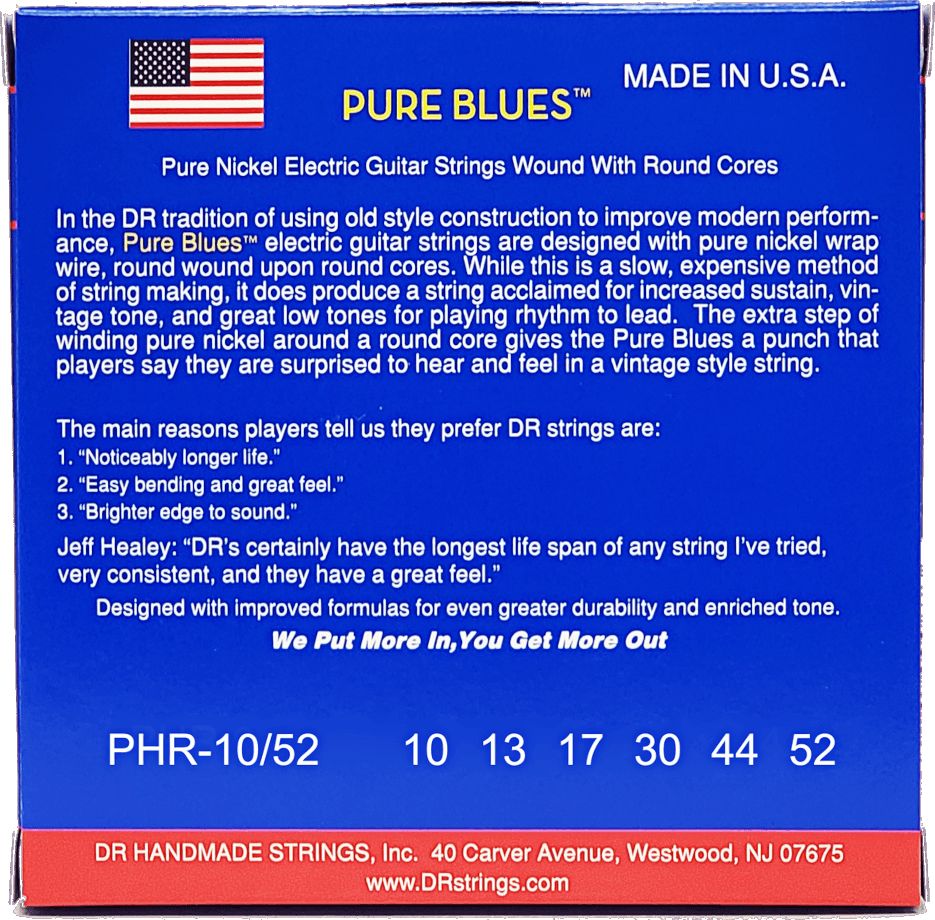 MADE IN U.S.A.
PURE BLUES™
Pure Nickel Electric Guitar Strings Wound With Round Cores
In the DR tradition of using old style construction to improve modern perform-
ance, Pure Blues™ electric guitar strings are designed with pure nickel wrap
wire, round wound upon round cores. While this is a slow, expensive method
of string making, it does produce a string acclaimed for increased sustain, vin-
tage tone, and great low tones for playing rhythm to lead.  The extra step of
winding pure nickel around a round core gives the Pure Blues a punch that
players say they are surprised to hear and feel in a vintage style string.
The main reasons players tell us they prefer DR strings are:
1. “Noticeably longer life.”
2. “Easy bending and great feel.”
3. “Brighter edge to sound.”
Jeff Healey: “DR’s certainly have the longest life span of any string I’ve tried,
very consistent, and they have a great feel.”
Designed with improved formulas for even greater durability and enriched tone.
We Put More In,You Get More Out
PHR-10/52 10 13 17 30 44 52
DR HANDMADE STRINGS, Inc.  40 Carver Avenue, Westwood, NJ 07675
www.DRstrings.com